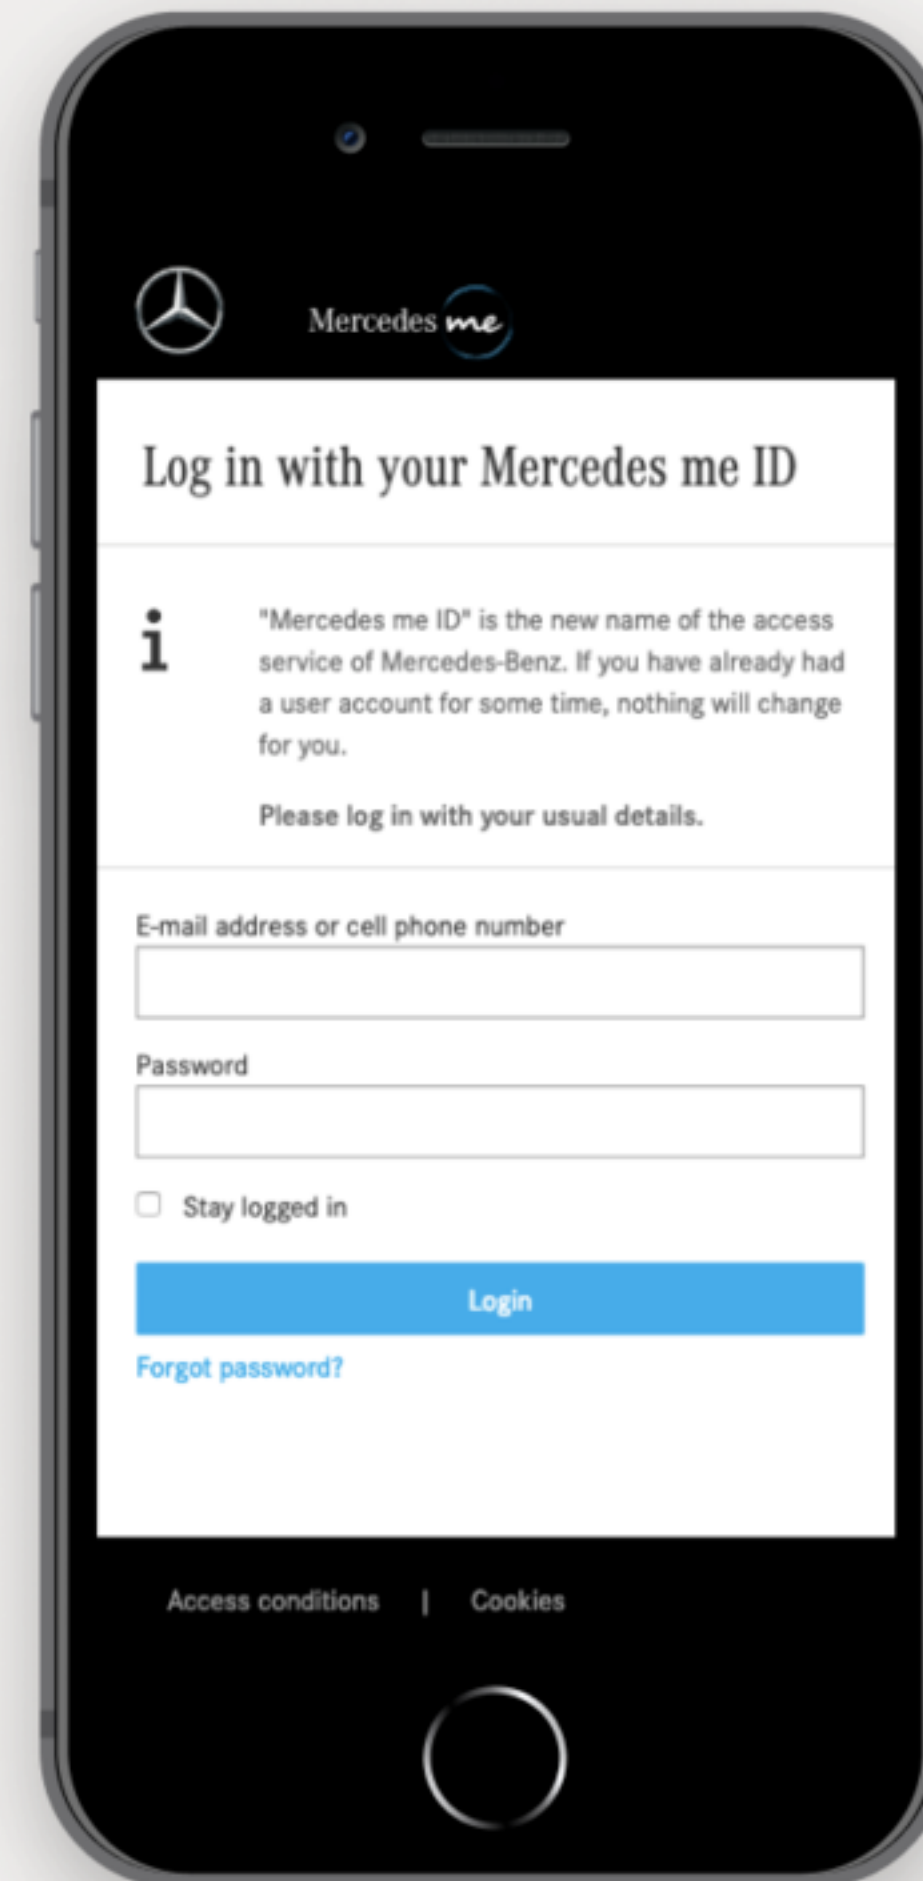 Mercedes me
Log in with your Mercedes me ID
i
"Mercedes me ID" is the new name of the access
service of Mercedes-Benz. If you have already had
a user account for some time, nothing will change
for you.
Please log in with your usual details.
E-mail address or cell phone number
Password
Stay logged in
Login
Forgot password?
Access conditions | Cookies